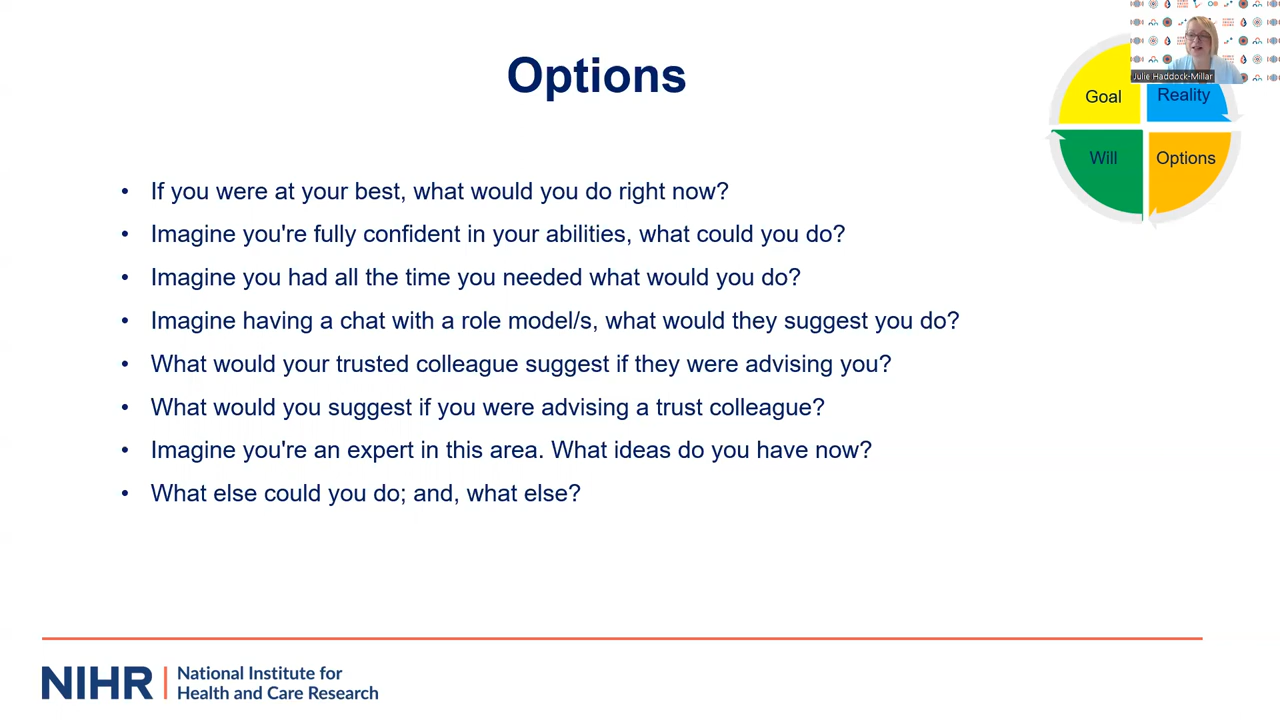 Options
Julie Haddock-Millar
Goal
Reality
Will
Options
• If you were at your best, what would you do right now?
• Imagine you're fully confident in your abilities, what could you do?
• Imagine you had all the time you needed what would you do?
• Imagine having a chat with a role model/s, what would they suggest you do?
• What would your trusted colleague suggest if they were advising you?
• What would you suggest if you were advising a trust colleague?
• Imagine you're an expert in this area. What ideas do you have now?
• What else could you do; and, what else?
NIHR | National Institute for
Health and Care Research